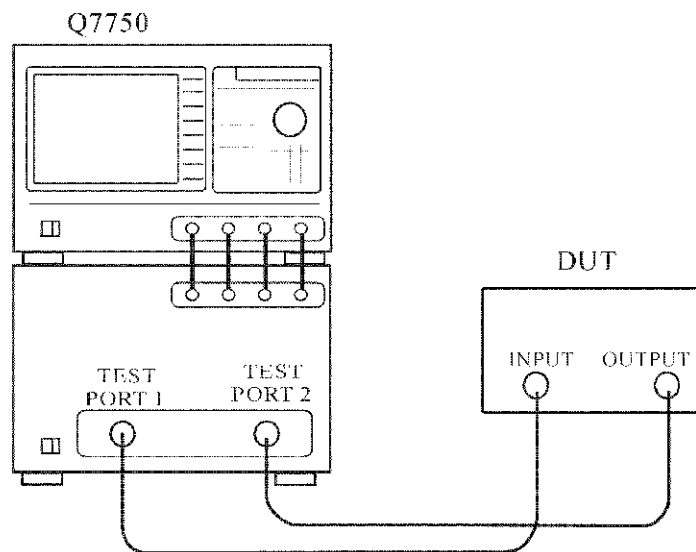 Q7750
DUT
INPUT
OUTPUT
TEST
PORT 1
TEST
PORT 2